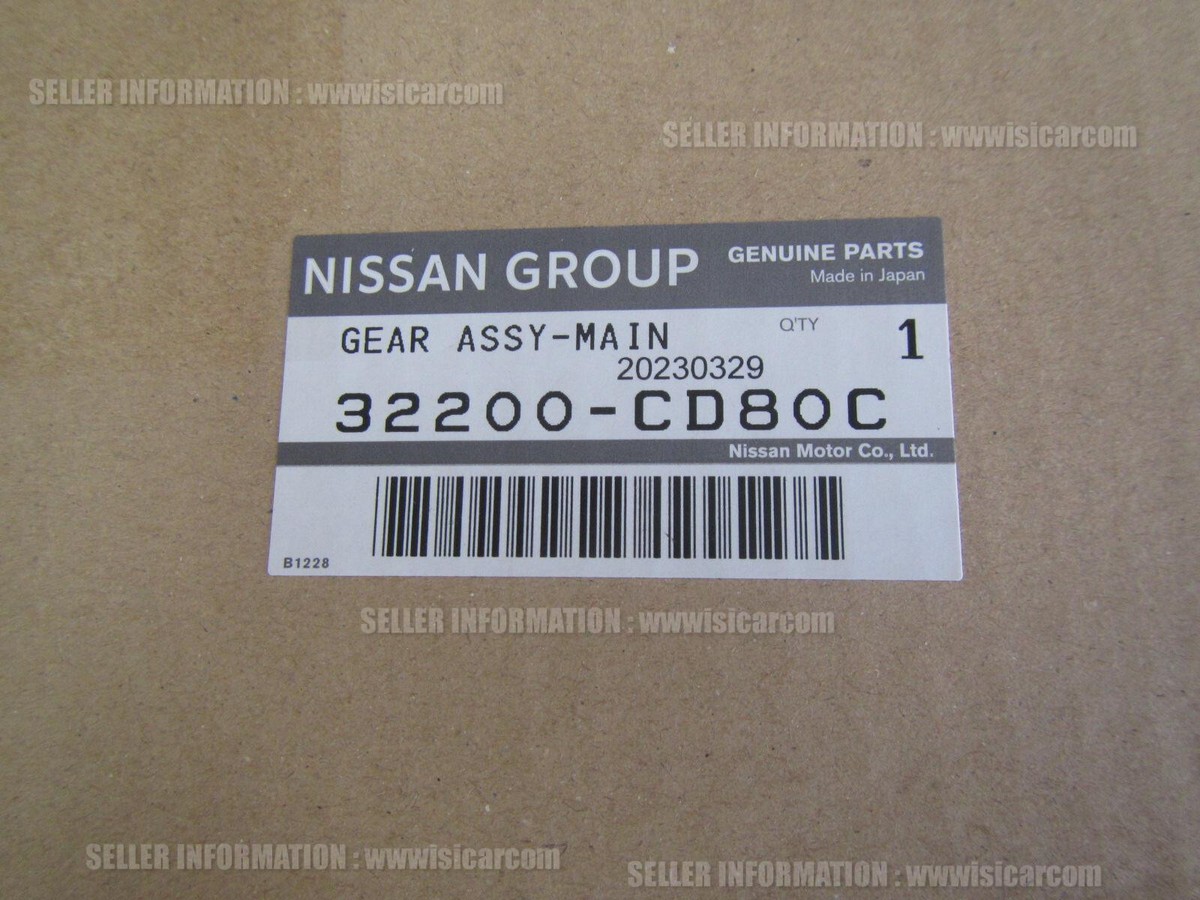 SELLER INFORMATION : wwwisicarcom
SELLER INFORMATION : wwwisicarcom
NISSAN GROUP
GENUINE PARTS
Made in Japan
GEAR ASSY-MAIN
Q'TY
1
20230329
32200-CD80C
Nissan Motor Co., Ltd.
B1228
SELLER INFORMATION : wwwisicarcom
SELLER INFORMATION : wwwisicarcom
SELLER INFORMATION : wwwisicarcom